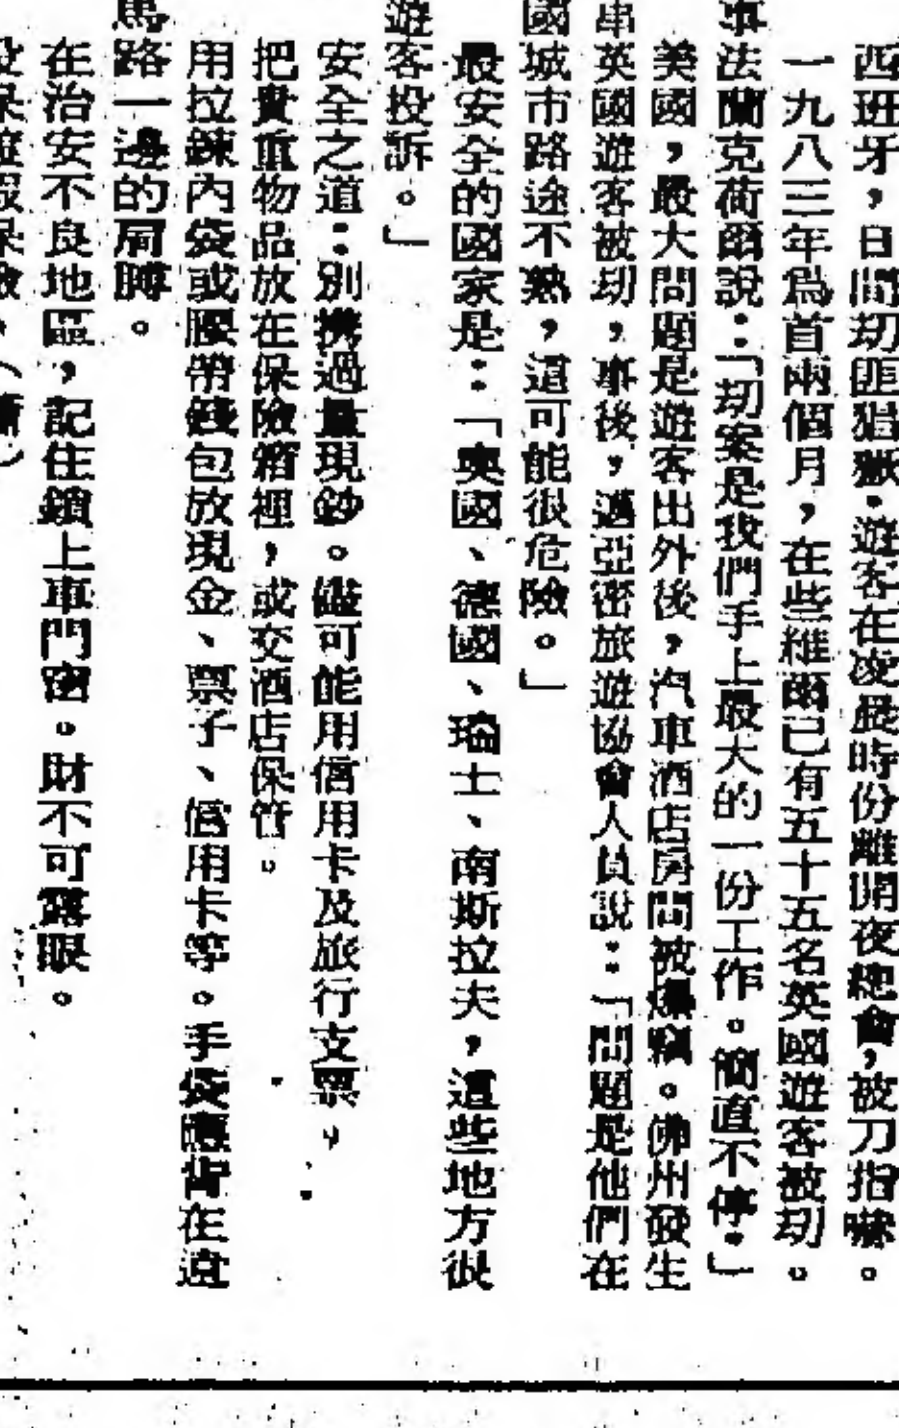 西班牙，日間刧匪猖獗。遊客在凌晨時份離開夜總會，被刀指嚇。
一九八三年爲首兩個月，在些維爾已有五十五名英國遊客被刧。
事法蘭克荷爾說：「刧案是我們手上最大的一份工作。簡直不停。」
美國，最大問題是遊客出外後，汽車酒店房間被爆竊。佛州發生
串英國遊客被刧，事後，邁亞密旅遊協會人員說：「問題是他們在
國城市路途不熟，這可能很危險。」
最安全的國家是：「奧國、德國、瑞士、南斯拉夫，這些地方很
遊客投訴。」
安全之道：別携過量現鈔。儘可能用信用卡及旅行支票，
把貴重物品放在保險箱裡，或交酒店保管。
用拉鍊內袋或腰帶錢包放現金、票子、信用卡等。手袋應背在遠
馬路一邊的肩膊。
在治安不良地區，記住鎖上車門窗。財不可露眼。